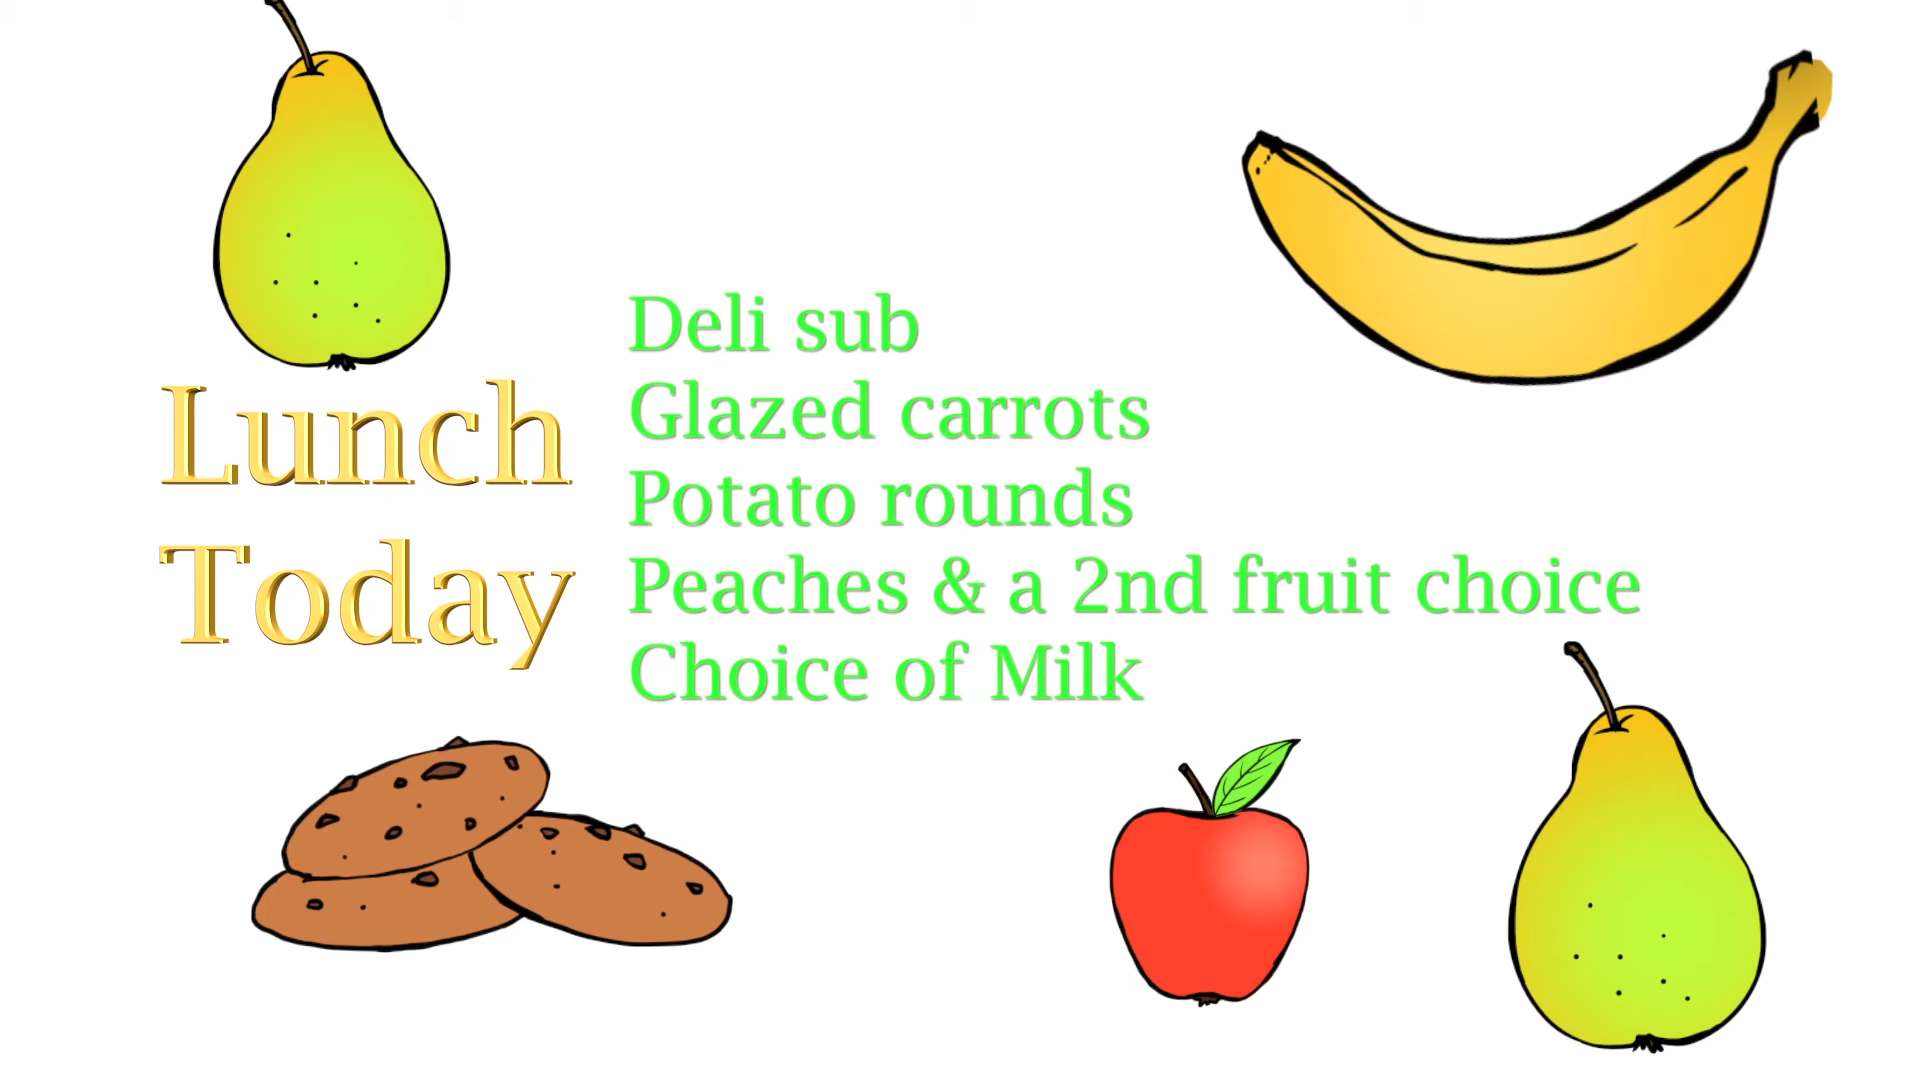 Lunch
Today
Deli sub
Glazed carrots
Potato rounds
Peaches & a 2nd fruit choice
Choice of Milk